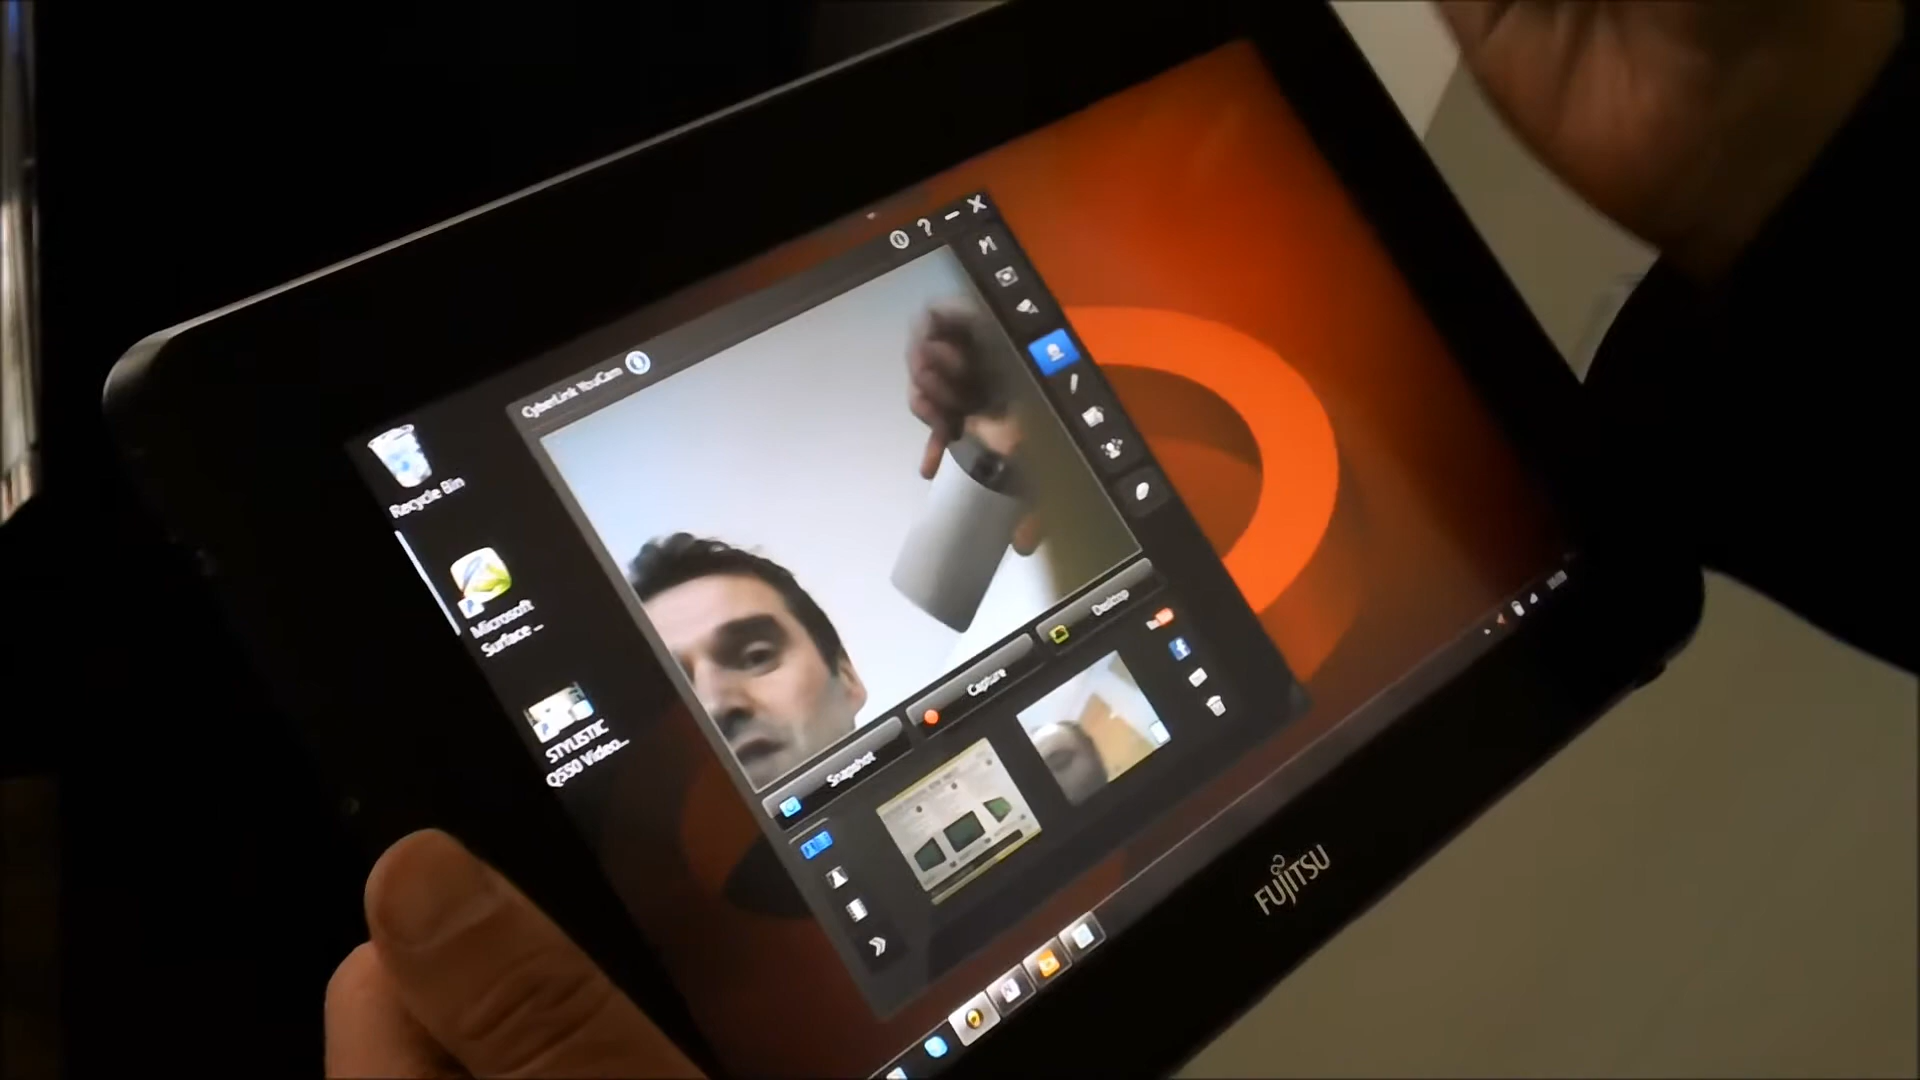 CyberLink YouCam
Recycle Bin
Microsoft
Surface ...
STYLISTIC
Q550 Video...
Snapshot
Capture
Desktop
FUJITSU